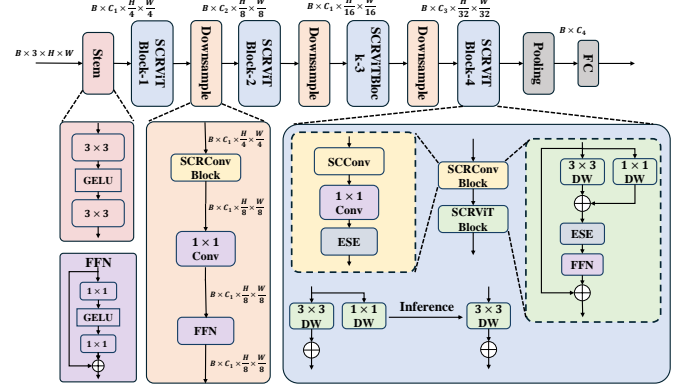 B × C₁ × H/4 × W/4
B × C₂ × H/8 × W/8
B × C₁ × H/16 × W/16
B × C₃ × H/32 × W/32
B × C₄
B × 3 × H × W
Stem
SCRViT
Block-1
Downsample
SCRViT
Block-2
Downsample
SCRViTBloc
k-3
Downsample
SCRViT
Block-4
Pooling
FC
3 × 3
GELU
3 × 3
FFN
1 × 1
GELU
1 × 1
B × C₁ × H/4 × W/4
SCRConv
Block
B × C₁ × H/8 × W/8
1 × 1
Conv
B × C₁ × H/8 × W/8
FFN
B × C₁ × H/8 × W/8
SCConv
1 × 1
Conv
ESE
SCRConv
Block
SCRViT
Block
3 × 3
DW
1 × 1
DW
ESE
FFN
3 × 3
DW
1 × 1
DW
Inference
3 × 3
DW